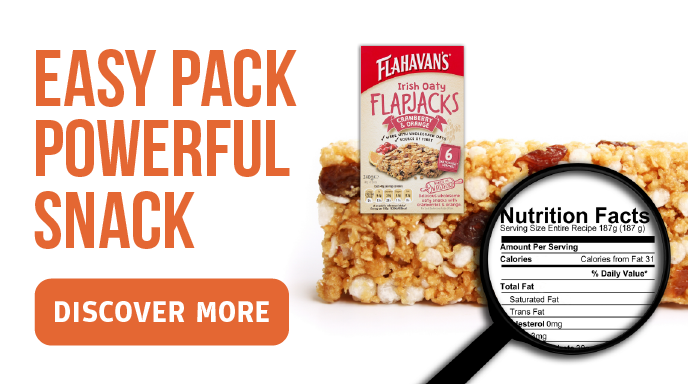 EASY PACK
POWERFUL
SNACK
DISCOVER MORE
FLAHAVAN'S
Irish Oaty
FLAPJACKS
CRANBERRY
& ORANGE
6
Nutrition Facts
Serving Size Entire Recipe 187g (187 g)
Amount Per Serving
Calories Calories from Fat 31
% Daily Value*
Total Fat
Saturated Fat
Trans Fat
lesterol 0mg